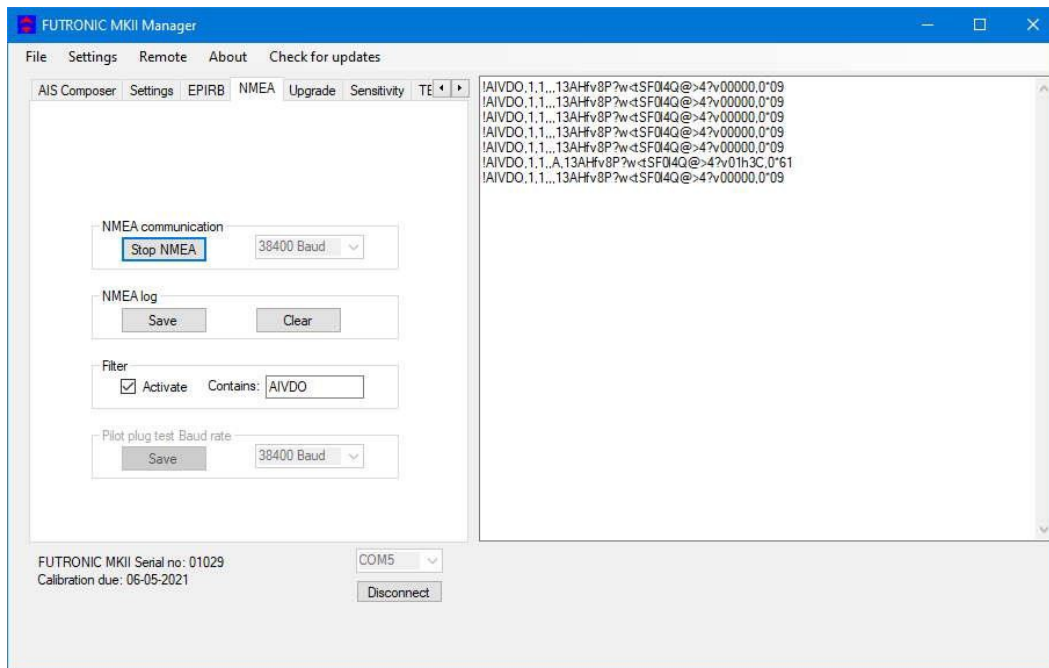 FUTRONIC MKII Manager
File Settings Remote About Check for updates
AIS Composer Settings EPIRB NMEA Upgrade Sensitivity TE
NMEA communication
Stop NMEA 38400 Baud
NMEA log
Save Clear
Filter
Activate Contains: AIVDO
Pilot plug test Baud rate
Save 38400 Baud
!AIVDO,1,1,,,13AHfv8P?w<tSF0l4Q@>4?v00000,0*09
!AIVDO,1,1,,,13AHfv8P?w<tSF0l4Q@>4?v00000,0*09
!AIVDO,1,1,,,13AHfv8P?w<tSF0l4Q@>4?v00000,0*09
!AIVDO,1,1,,,13AHfv8P?w<tSF0l4Q@>4?v00000,0*09
!AIVDO,1,1,,,13AHfv8P?w<tSF0l4Q@>4?v00000,0*09
!AIVDO,1,1,,A,13AHfv8P?w<tSF0l4Q@>4?v01h3C,0*61
!AIVDO,1,1,,,13AHfv8P?w<tSF0l4Q@>4?v00000,0*09
FUTRONIC MKII Serial no: 01029
Calibration due: 06-05-2021
COM5
Disconnect